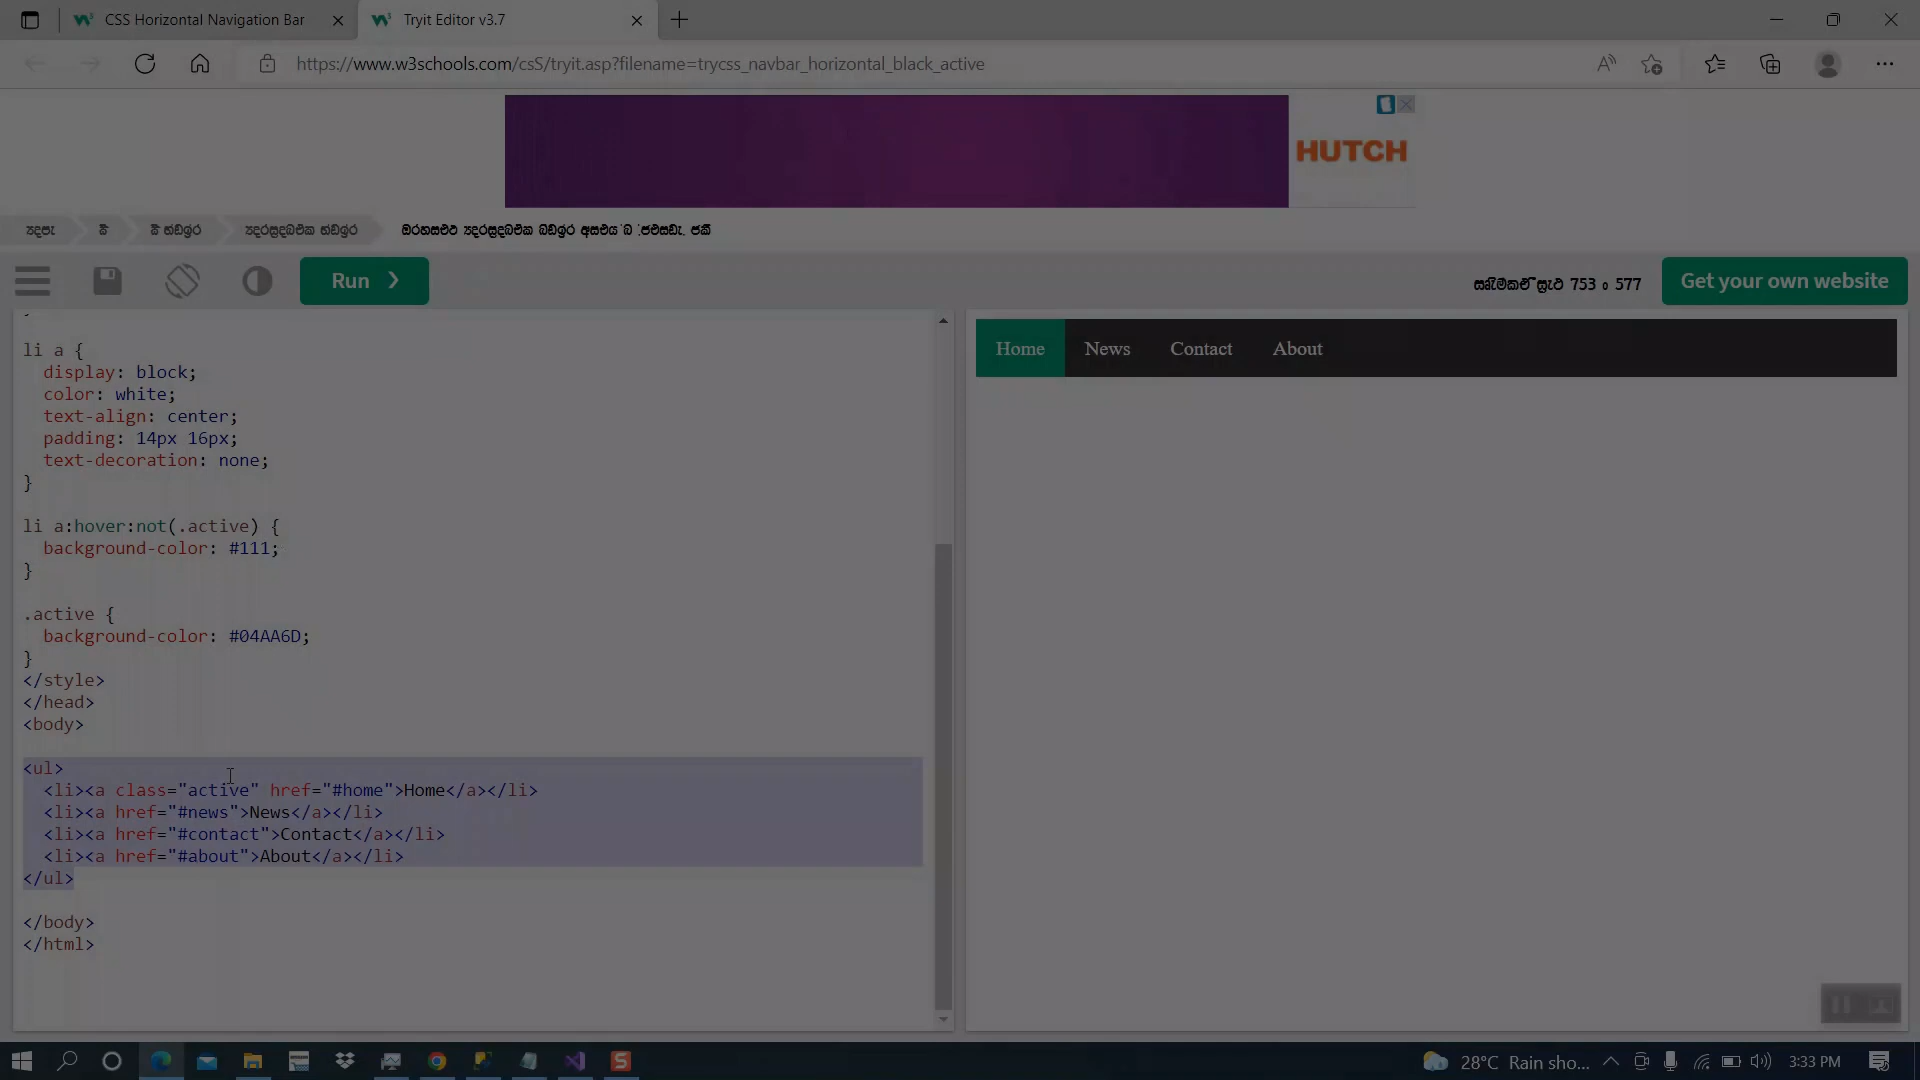 CSS Horizontal Navigation Bar
Tryit Editor v3.7
https://www.w3schools.com/csS/tryit.asp?filename=trycss_navbar_horizontal_black_active
HUTCH
Run ❯
753 577
Get your own website
li a {
display: block;
color: white;
text-align: center;
padding: 14px 16px;
text-decoration: none;
}
li a:hover:not(.active) {
background-color: #111;
}
.active {
background-color: #04AA6D;
}
</style>
</head>
<body>
<ul>
<li><a class="active" href="#home">Home</a></li>
<li><a href="#news">News</a></li>
<li><a href="#contact">Contact</a></li>
<li><a href="#about">About</a></li>
</ul>
</body>
</html>
Home News Contact About
28°C Rain sho...
3:33 PM